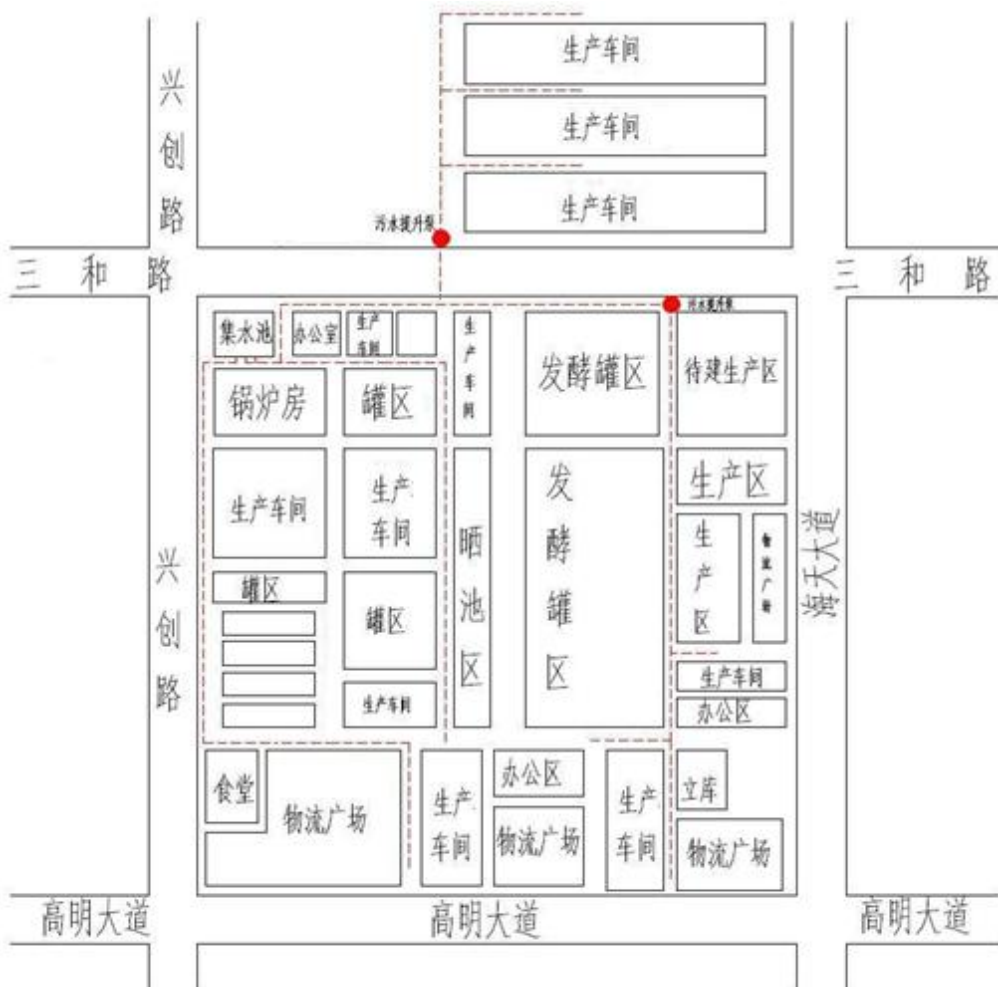 生产车间
生产车间
生产车间
兴创路
污水提升泵
三和路
三和路
污水提升泵
集水池
办公室
生产
车间
生产车间
发酵罐区
待建生产区
锅炉房
罐区
生产区
生产车间
生产
车间
晒池区
发酵罐区
生产区
物流广场
海天大道
兴创路
罐区
罐区
生产车间
生产车间
办公区
食堂
物流广场
生产
车间
办公区
物流广场
生产
车间
立库
物流广场
高明大道
高明大道
高明大道